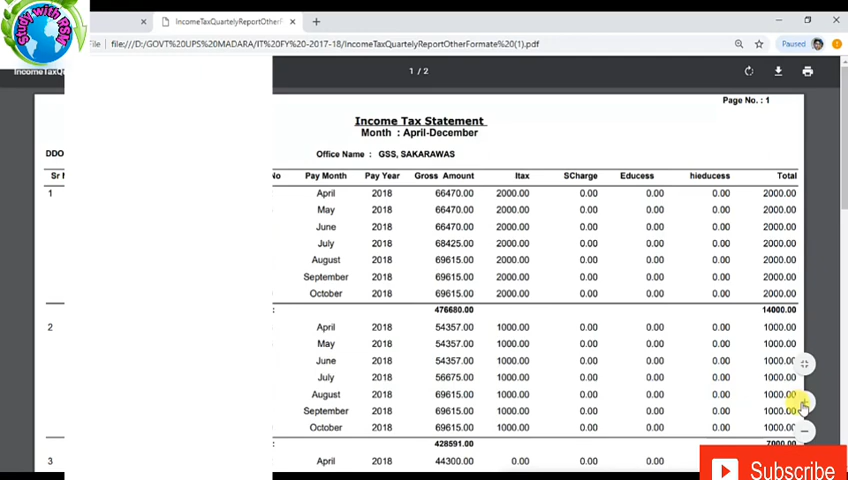 Study with RSM
IncomeTaxQuartelyReportOtherF
File file:///D:/GOVT%20UPS%20MADARA/IT%20FY%20-2017-18/IncomeTaxQuartelyReportOtherFormate%20(1).pdf Paused
1 / 2
Page No. : 1
Income Tax Statement
Month : April-December
DDO Office Name : GSS, SAKARAWAS
Sr No Pay Month Pay Year Gross Amount Itax SCharge Educess hieducess Total
1 April 2018 66470.00 2000.00 0.00 0.00 0.00 2000.00
May 2018 66470.00 2000.00 0.00 0.00 0.00 2000.00
June 2018 66470.00 2000.00 0.00 0.00 0.00 2000.00
July 2018 68425.00 2000.00 0.00 0.00 0.00 2000.00
August 2018 69615.00 2000.00 0.00 0.00 0.00 2000.00
September 2018 69615.00 2000.00 0.00 0.00 0.00 2000.00
October 2018 69615.00 2000.00 0.00 0.00 0.00 2000.00
: 476680.00 14000.00
2 April 2018 54357.00 1000.00 0.00 0.00 0.00 1000.00
May 2018 54357.00 1000.00 0.00 0.00 0.00 1000.00
June 2018 54357.00 1000.00 0.00 0.00 0.00 1000.00
July 2018 56675.00 1000.00 0.00 0.00 0.00 1000.00
August 2018 69615.00 1000.00 0.00 0.00 0.00 1000.00
September 2018 69615.00 1000.00 0.00 0.00 0.00 1000.00
October 2018 69615.00 1000.00 0.00 0.00 0.00 1000.00
428591.00 7000.00
3 April 2018 44300.00 0.00 0.00 0.00
Subscribe